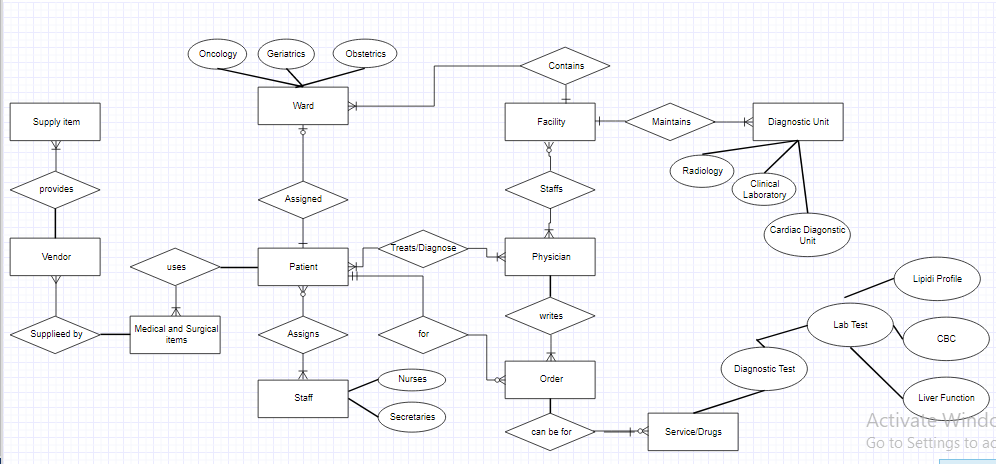 Oncology
Geriatrics
Obstetrics
Contains
Ward
Supply item
Facility
Maintains
Diagnostic Unit
Radiology
Clinical
Laboratory
provides
Assigned
Staffs
Cardiac Diagonstic
Unit
Vendor
uses
Patient
Treats/Diagnose
Physician
Lipidi Profile
Supplieed by
Medical and Surgical
items
Assigns
for
writes
Lab Test
CBC
Diagnostic Test
Nurses
Order
Staff
Liver Function
Secretaries
can be for
Service/Drugs
Activate Windo
Go to Settings to ac